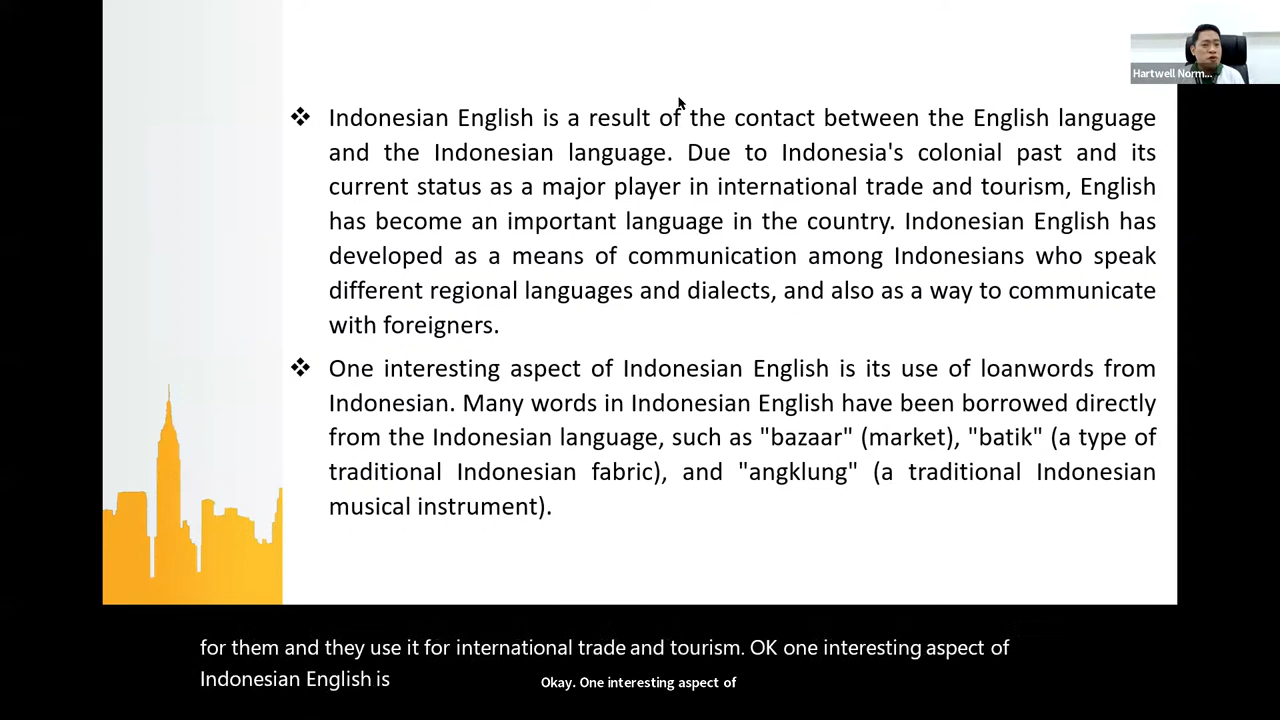 Hartwell Norm...
❖ Indonesian English is a result of the contact between the English language
and the Indonesian language. Due to Indonesia's colonial past and its
current status as a major player in international trade and tourism, English
has become an important language in the country. Indonesian English has
developed as a means of communication among Indonesians who speak
different regional languages and dialects, and also as a way to communicate
with foreigners.
❖ One interesting aspect of Indonesian English is its use of loanwords from
Indonesian. Many words in Indonesian English have been borrowed directly
from the Indonesian language, such as "bazaar" (market), "batik" (a type of
traditional Indonesian fabric), and "angklung" (a traditional Indonesian
musical instrument).
for them and they use it for international trade and tourism. OK one interesting aspect of
Indonesian English is
Okay. One interesting aspect of